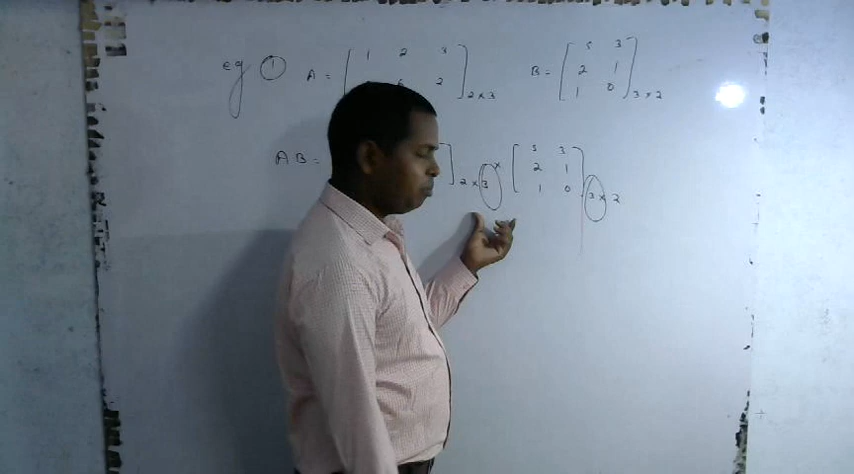 eg ① A = [ 1 2 3 B = [ 5 3
6 2 ] 2 x 3 2 1
1 0 ] 3 x 2
AB = ] 2 x 3 x [ 5 3
2 1
1 0 ] 3 x 2